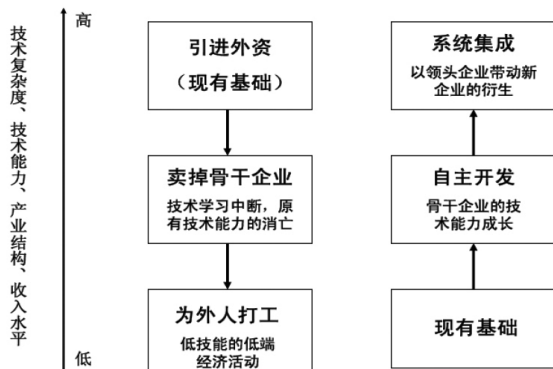 高
技术复杂度、技术能力、产业结构、收入水平
低
引进外资
（现有基础）
卖掉骨干企业
技术学习中断，原
有技术能力的消亡
为外人打工
低技能的低端
经济活动
系统集成
以领头企业带动新
企业的衍生
自主开发
骨干企业的技
术能力成长
现有基础